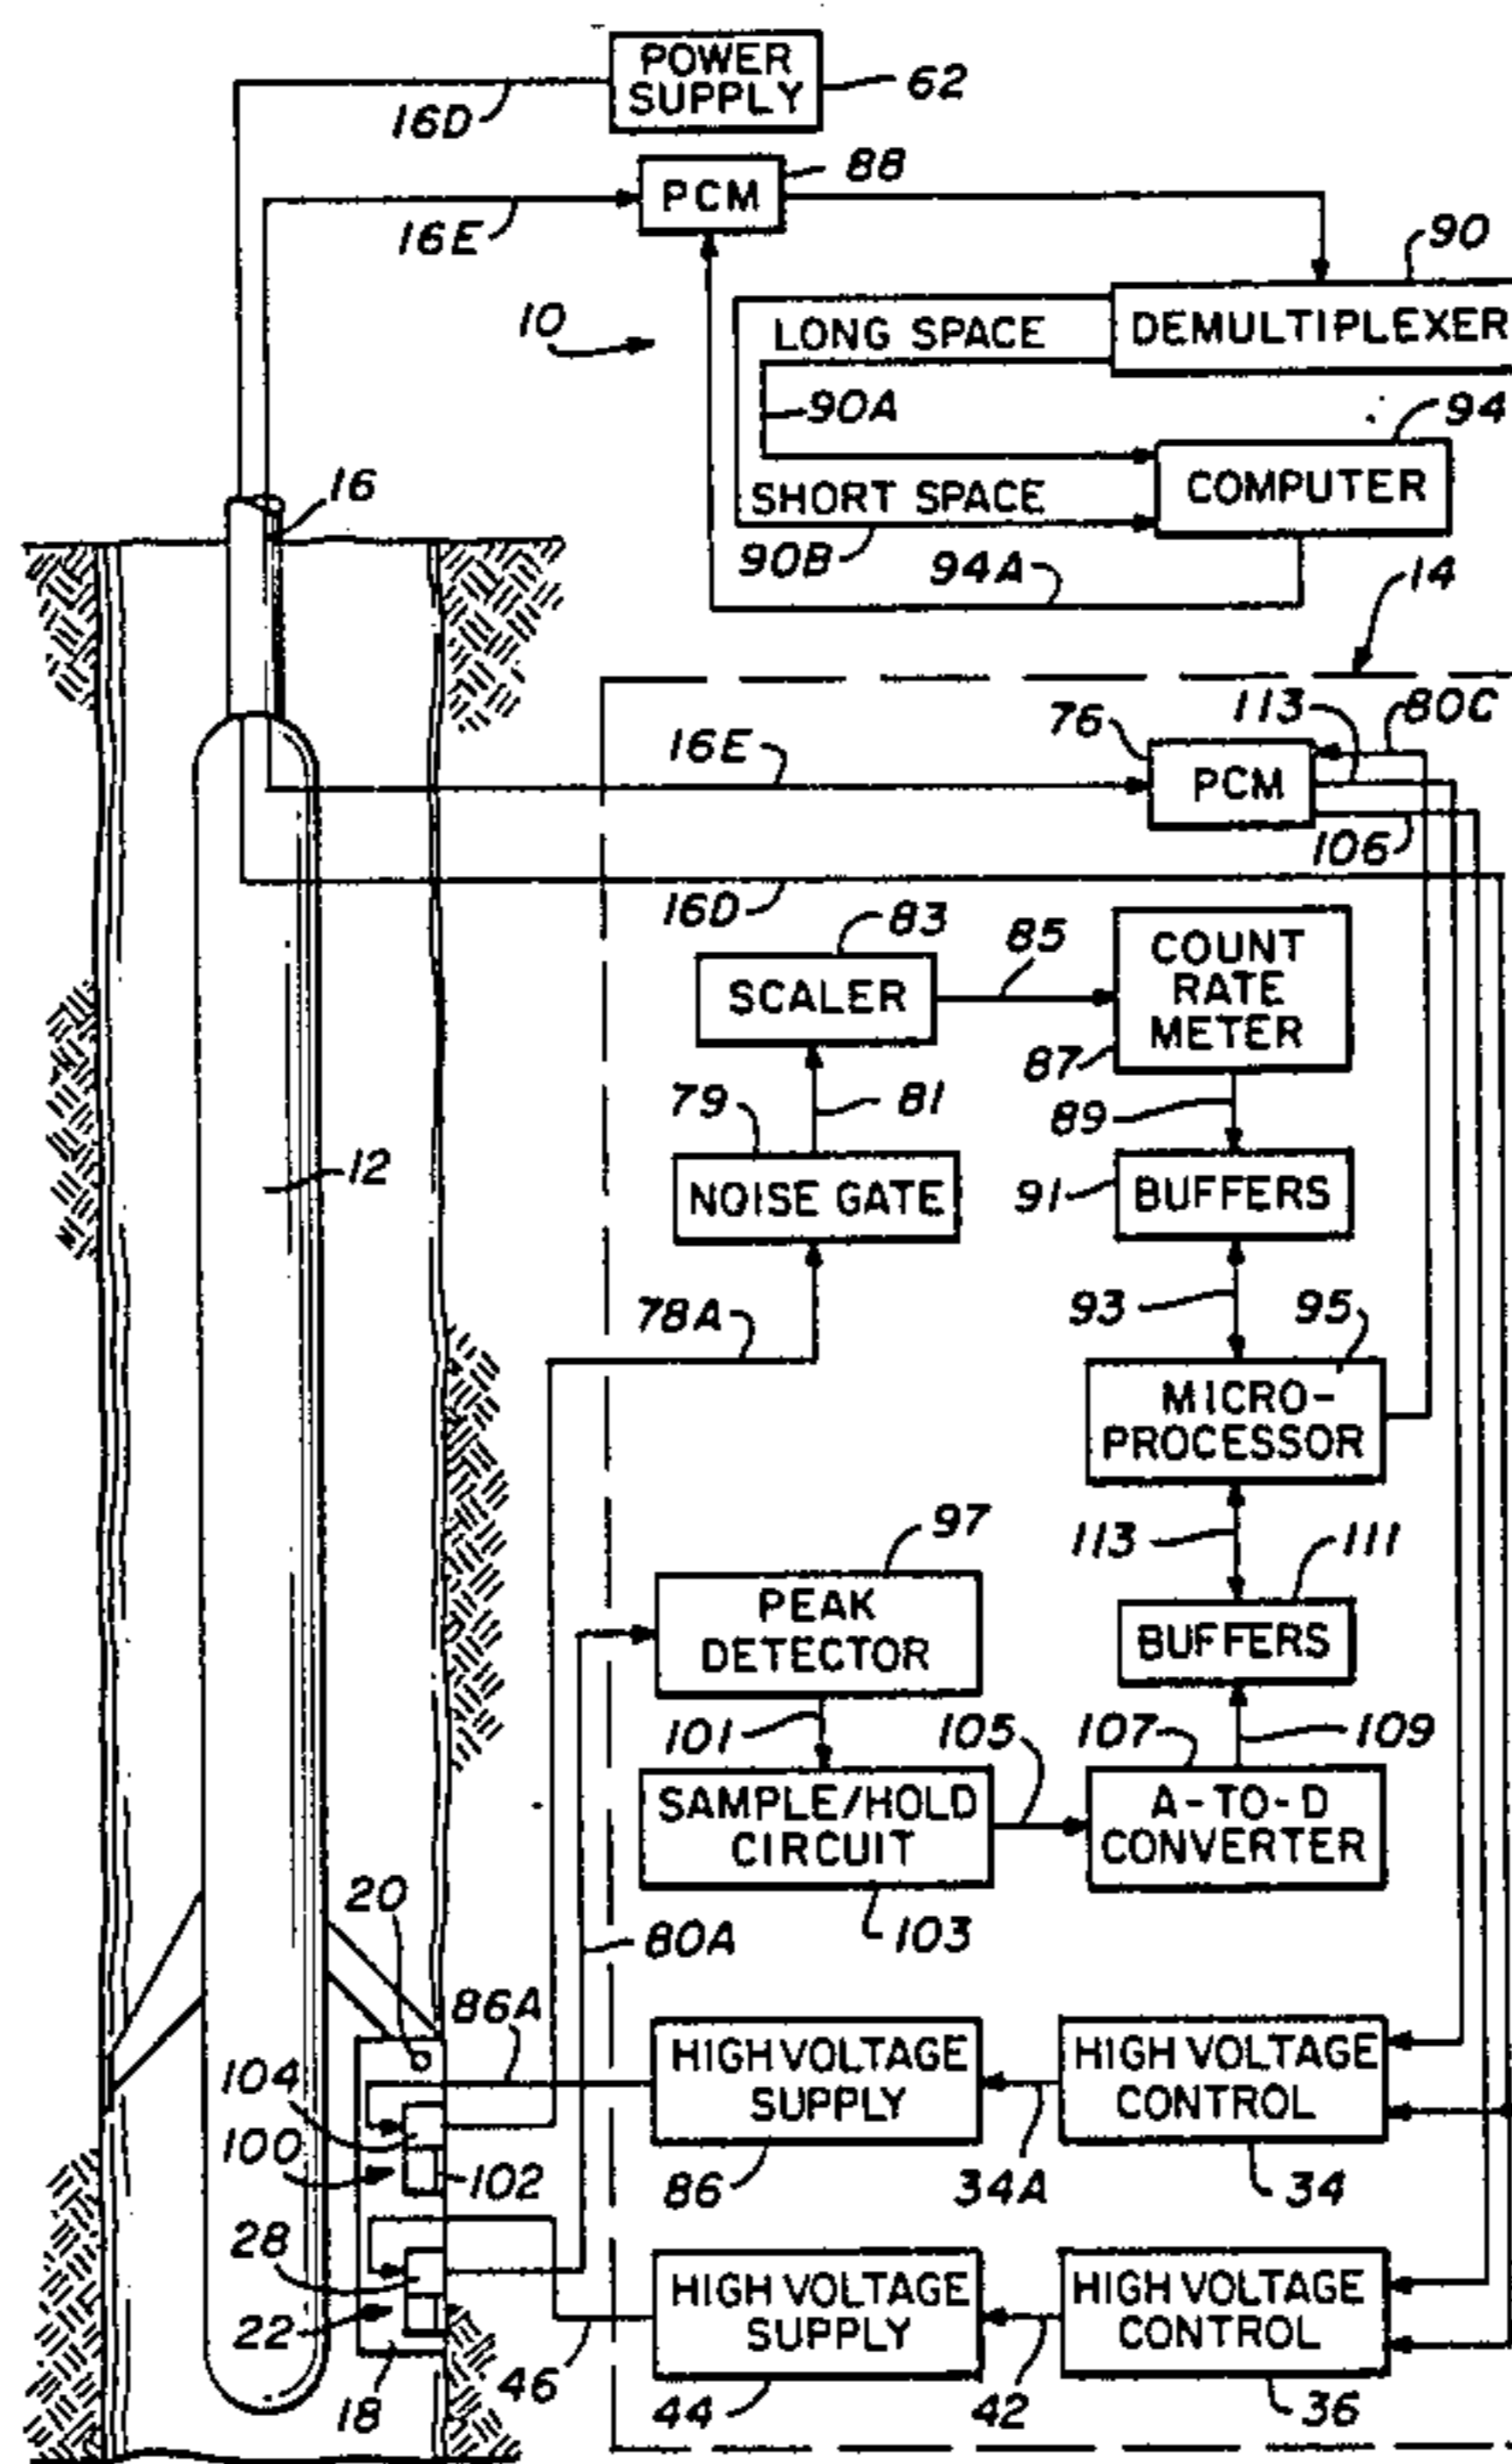 POWER
SUPPLY
62
16D
88
PCM
16E
90
10
LONG SPACE
DEMULTIPLEXER
90A
94
16
SHORT SPACE
COMPUTER
90B
94A
14
76
113
80C
16E
PCM
106
16D
83
85
COUNT
RATE
METER
SCALER
87
79
81
89
12
NOISE GATE
91
BUFFERS
78A
93
95
MICRO-
PROCESSOR
97
113
111
PEAK
DETECTOR
BUFFERS
101
105
107
109
SAMPLE/HOLD
CIRCUIT
A-TO-D
CONVERTER
20
80A
103
86A
104
HIGH VOLTAGE
SUPPLY
HIGH VOLTAGE
CONTROL
100
102
86
34A
34
28
22
HIGH VOLTAGE
SUPPLY
HIGH VOLTAGE
CONTROL
18
46
44
42
36